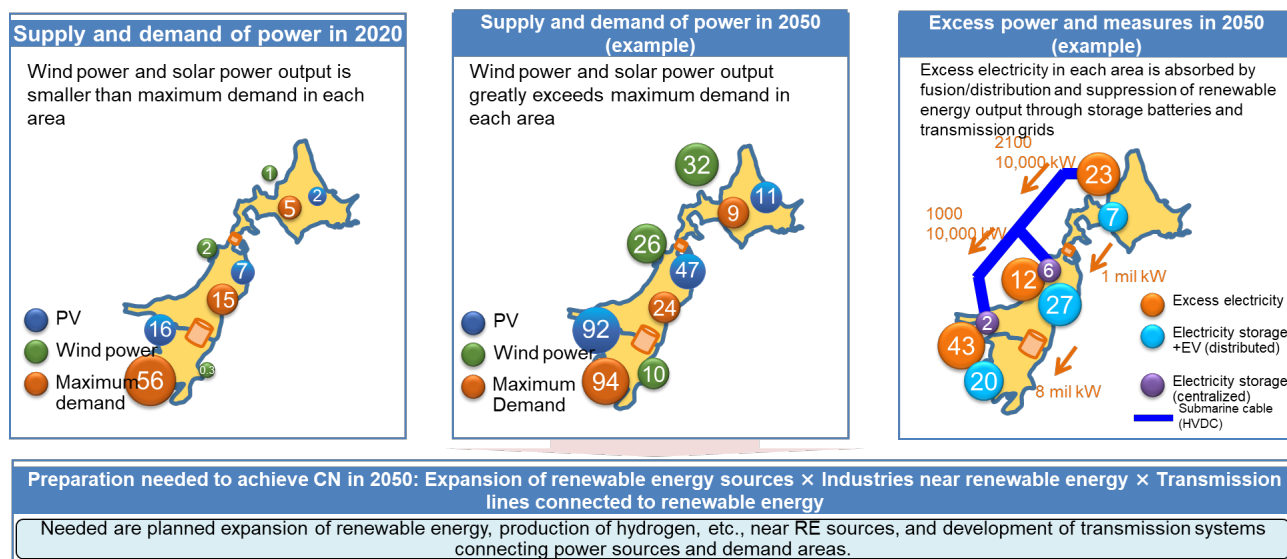 Supply and demand of power in 2020
Wind power and solar power output is
smaller than maximum demand in each
area
1
2
5
2
7
15
16
0.3
56
PV
Wind power
Maximum
demand
Supply and demand of power in 2050
(example)
Wind power and solar power output
greatly exceeds maximum demand in
each area
32
11
9
26
47
24
92
94
10
PV
Wind power
Maximum
Demand
Excess power and measures in 2050
(example)
Excess electricity in each area is absorbed by
fusion/distribution and suppression of renewable
energy output through storage batteries and
transmission grids
2100
10,000 kW
23
7
1000
10,000 kW
6
12
1 mil kW
27
2
43
20
8 mil kW
Excess electricity
Electricity storage
+EV (distributed)
Electricity storage
(centralized)
Submarine cable
(HVDC)
Preparation needed to achieve CN in 2050: Expansion of renewable energy sources × Industries near renewable energy × Transmission
lines connected to renewable energy
Needed are planned expansion of renewable energy, production of hydrogen, etc., near RE sources, and development of transmission systems
connecting power sources and demand areas.